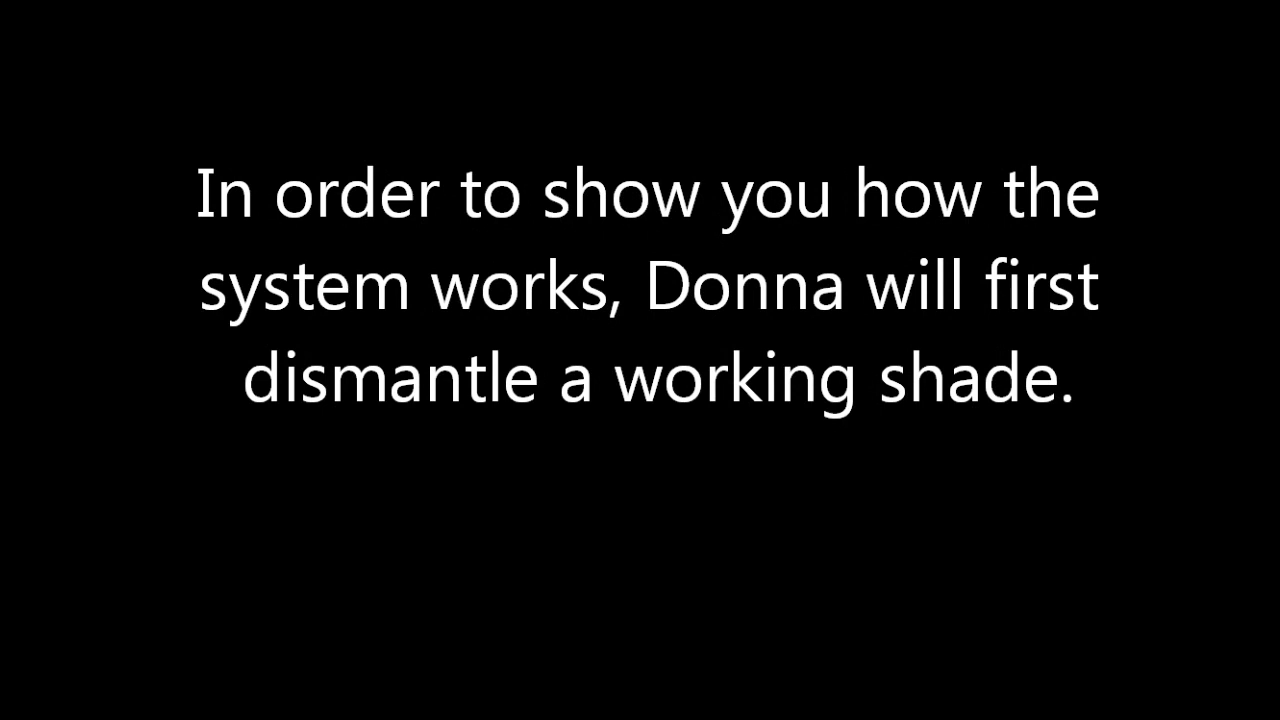 In order to show you how the
system works, Donna will first
dismantle a working shade.